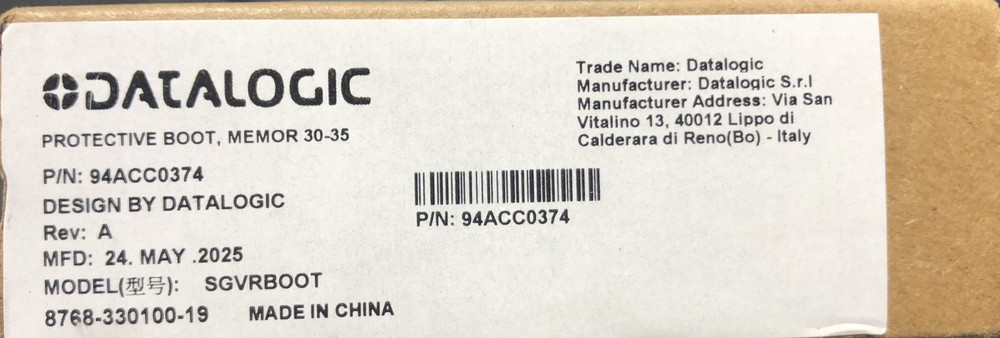 DATALOGIC
PROTECTIVE BOOT, MEMOR 30-35
P/N: 94ACC0374
DESIGN BY DATALOGIC
Rev: A
MFD: 24. MAY .2025
MODEL(型号): SGVRBOOT
8768-330100-19 MADE IN CHINA
P/N: 94ACC0374
Trade Name: Datalogic
Manufacturer: Datalogic S.r.l
Manufacturer Address: Via San
Vitalino 13, 40012 Lippo di
Calderara di Reno(Bo) - Italy